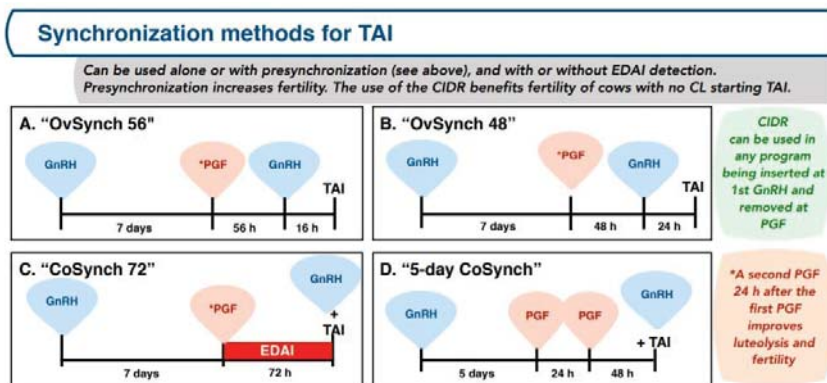 Synchronization methods for TAI
Can be used alone or with presynchronization (see above), and with or without EDAI detection.
Presynchronization increases fertility. The use of the CIDR benefits fertility of cows with no CL starting TAI.
A. “OvSynch 56"
GnRH
*PGF
GnRH
TAI
7 days
56 h
16 h
B. “OvSynch 48”
GnRH
*PGF
GnRH
TAI
7 days
48 h
24 h
CIDR
can be used in
any program
being inserted at
1st GnRH and
removed at
PGF
C. “CoSynch 72”
GnRH
*PGF
GnRH
+
TAI
EDAI
7 days
72 h
D. “5-day CoSynch”
GnRH
PGF
PGF
GnRH
+ TAI
5 days
24 h
48 h
*A second PGF
24 h after the
first PGF
improves
luteolysis and
fertility